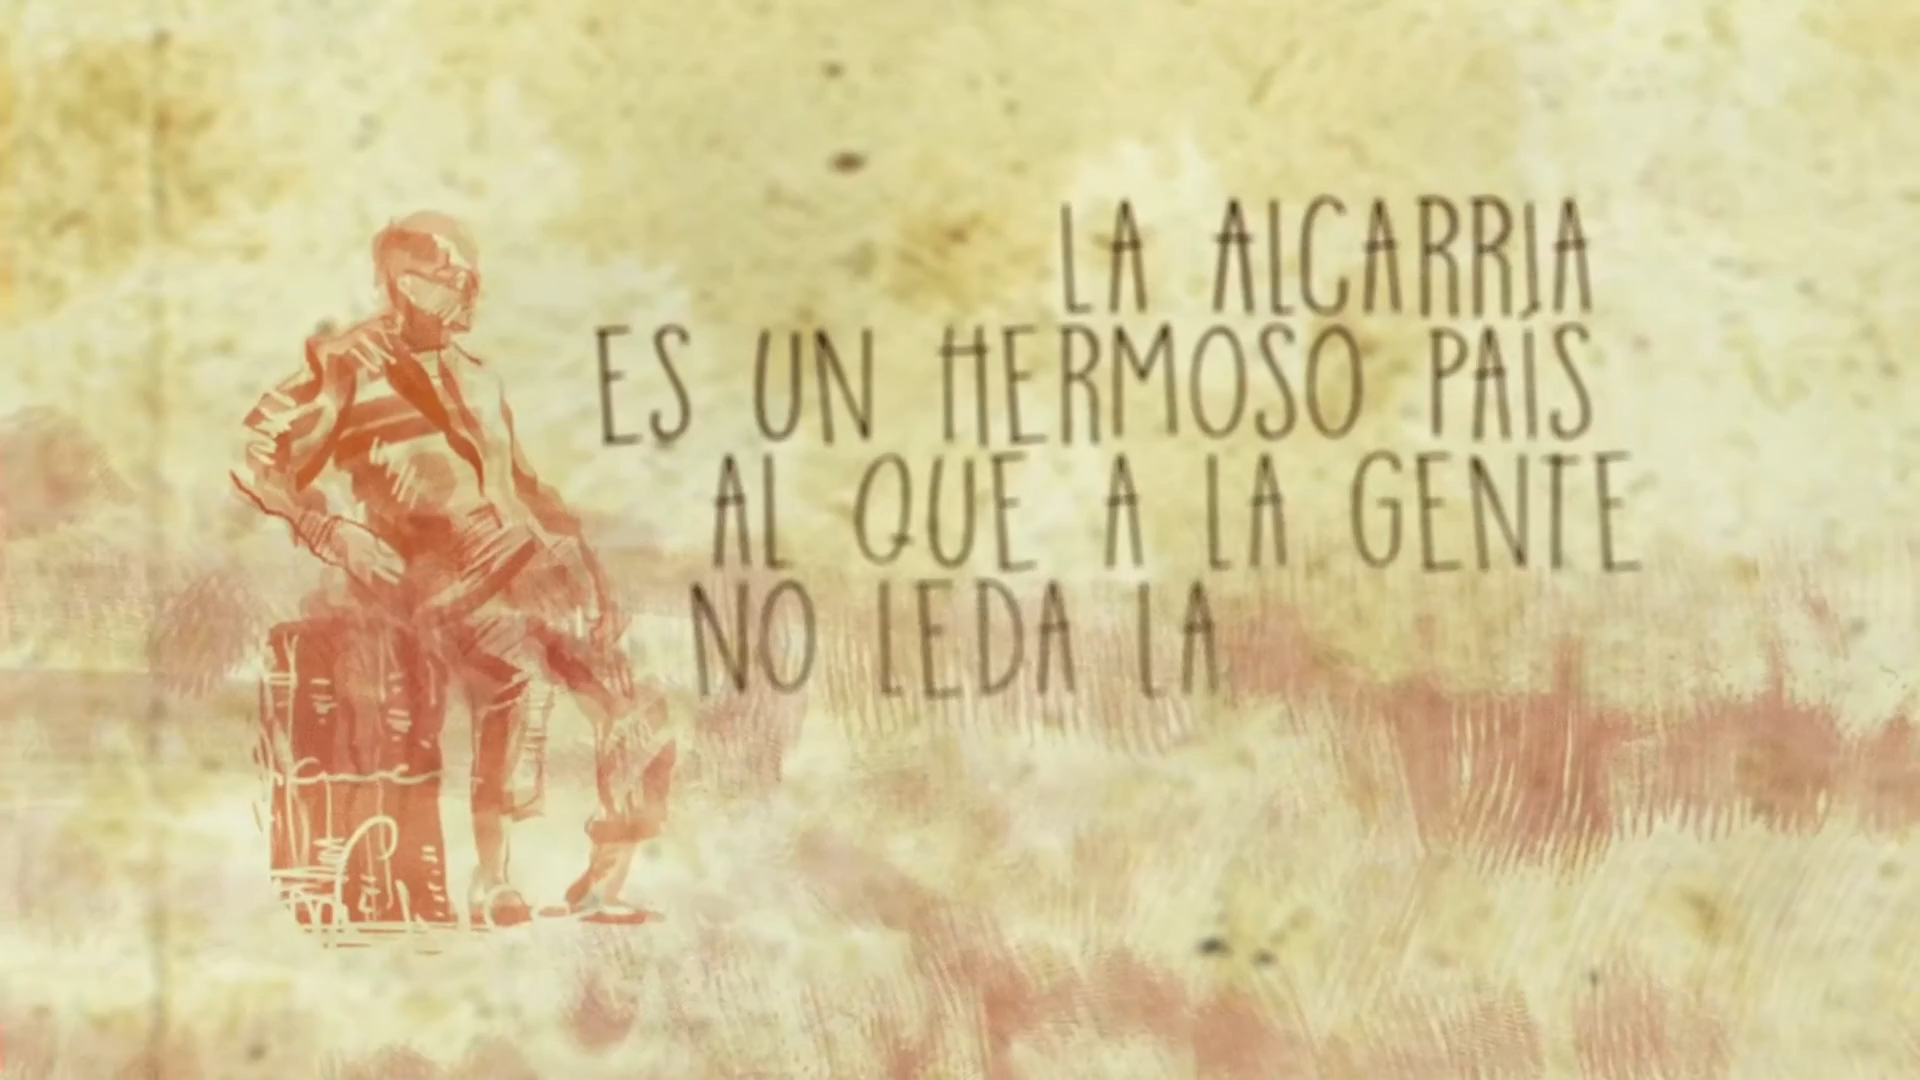 LA ALCARRIA
ES UN HERMOSO PAÍS
AL QUE A LA GENTE
NO LEDA LA